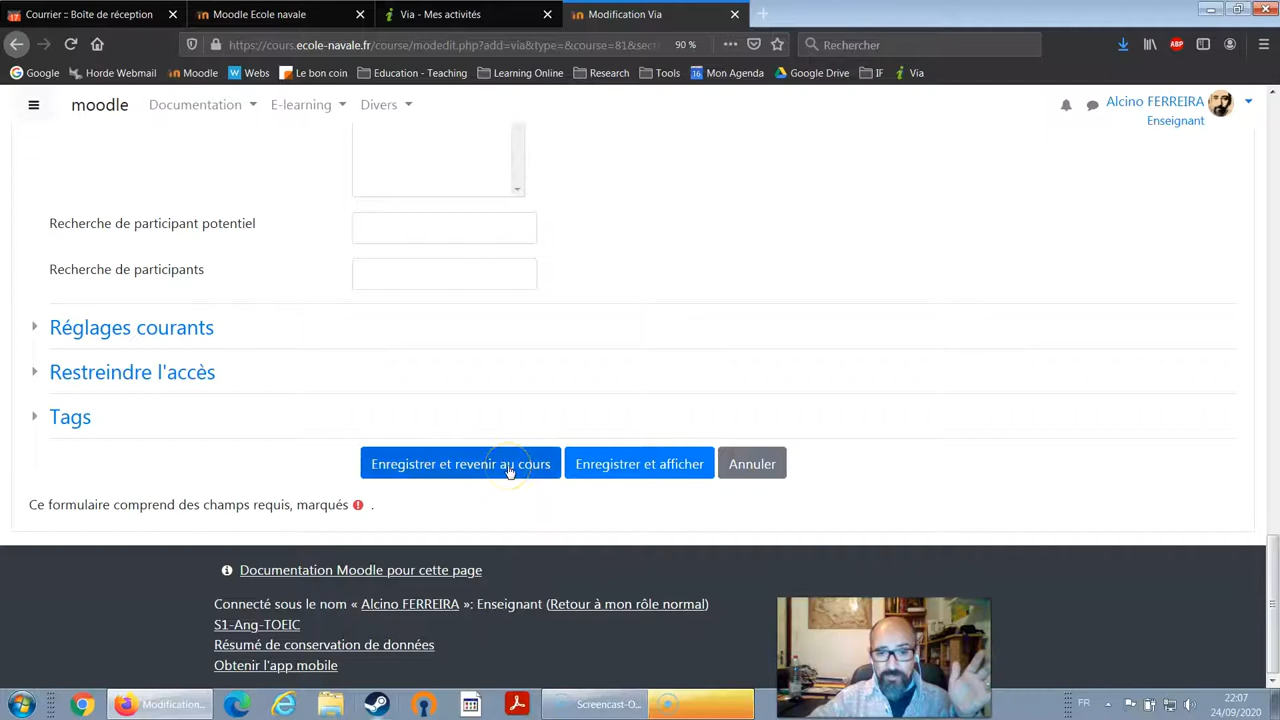 Courrier :: Boîte de réception
Moodle Ecole navale
Via - Mes activités
Modification Via
https://cours.ecole-navale.fr/course/modedit.php?add=via&type=&course=81&sec
90 %
Rechercher
ABP
Google
Horde Webmail
Moodle
Webs
Le bon coin
Education - Teaching
Learning Online
Research
Tools
16 Mon Agenda
Google Drive
IF
Via
moodle
Documentation
E-learning
Divers
Alcino FERREIRA
Enseignant
Recherche de participant potentiel
Recherche de participants
Réglages courants
Restreindre l'accès
Tags
Enregistrer et revenir au cours
Enregistrer et afficher
Annuler
Ce formulaire comprend des champs requis, marqués .
Documentation Moodle pour cette page
Connecté sous le nom « Alcino FERREIRA »: Enseignant (Retour à mon rôle normal)
S1-Ang-TOEIC
Résumé de conservation de données
Obtenir l'app mobile
Modification...
Screencast-O...
FR
22:07
24/09/2020